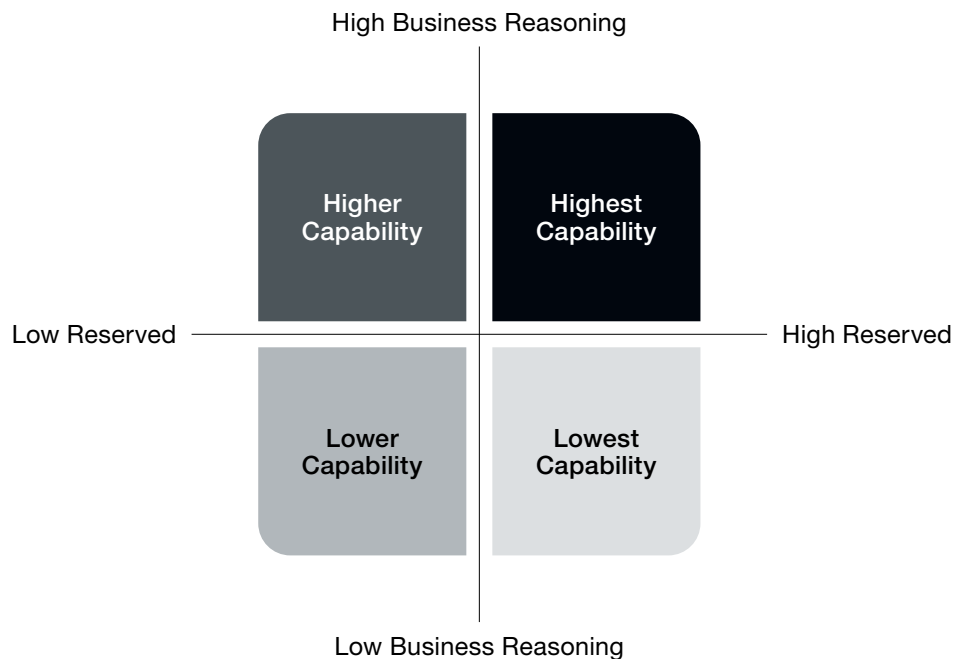 High Business Reasoning
Higher
Capability
Highest
Capability
Low Reserved
High Reserved
Lower
Capability
Lowest
Capability
Low Business Reasoning